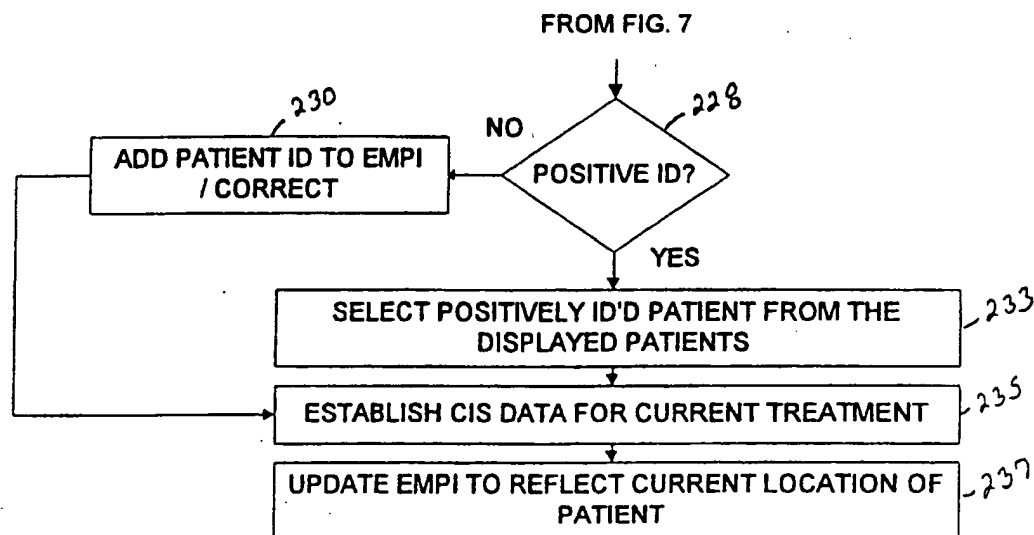 FROM FIG. 7
228
230
NO
ADD PATIENT ID TO EMPI
/ CORRECT
POSITIVE ID?
YES
SELECT POSITIVELY ID'D PATIENT FROM THE
DISPLAYED PATIENTS
233
ESTABLISH CIS DATA FOR CURRENT TREATMENT
235
UPDATE EMPI TO REFLECT CURRENT LOCATION OF
PATIENT
237